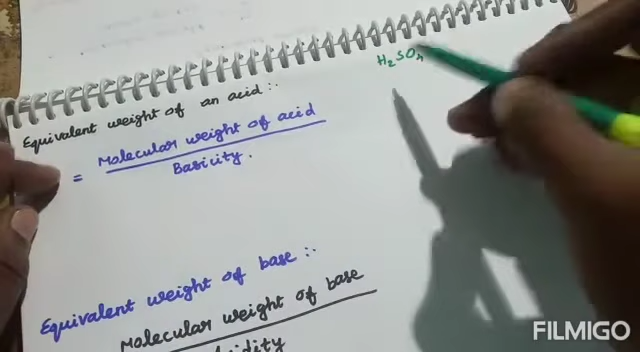 H₂SO₄
Equivalent weight of an acid :-
= Molecular weight of acid
Basicity.
Equivalent weight of base :-
Molecular weight of base
FILMIGO